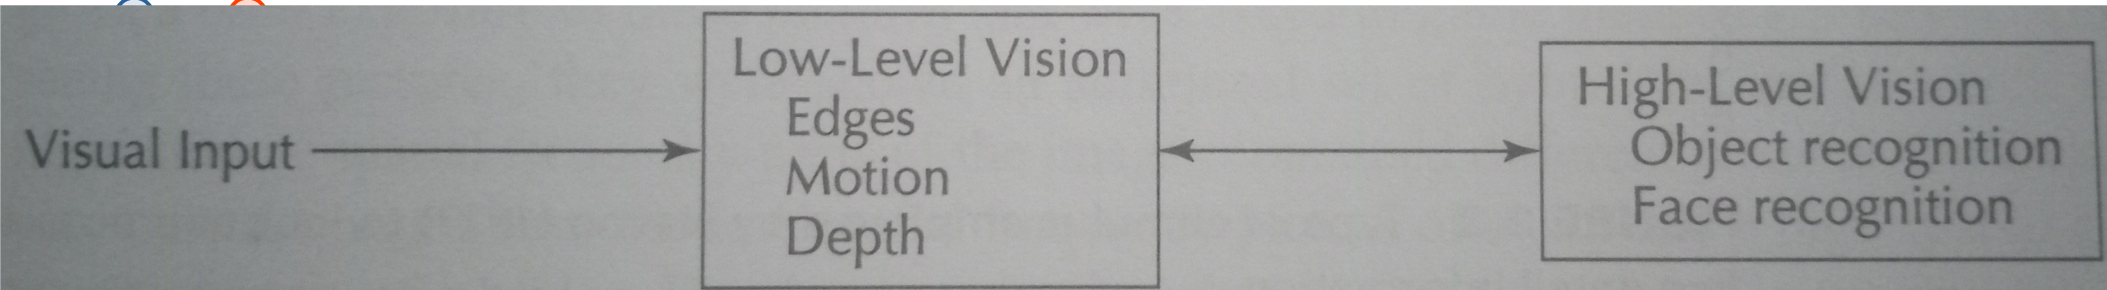 Visual Input
Low-Level Vision
Edges
Motion
Depth
High-Level Vision
Object recognition
Face recognition